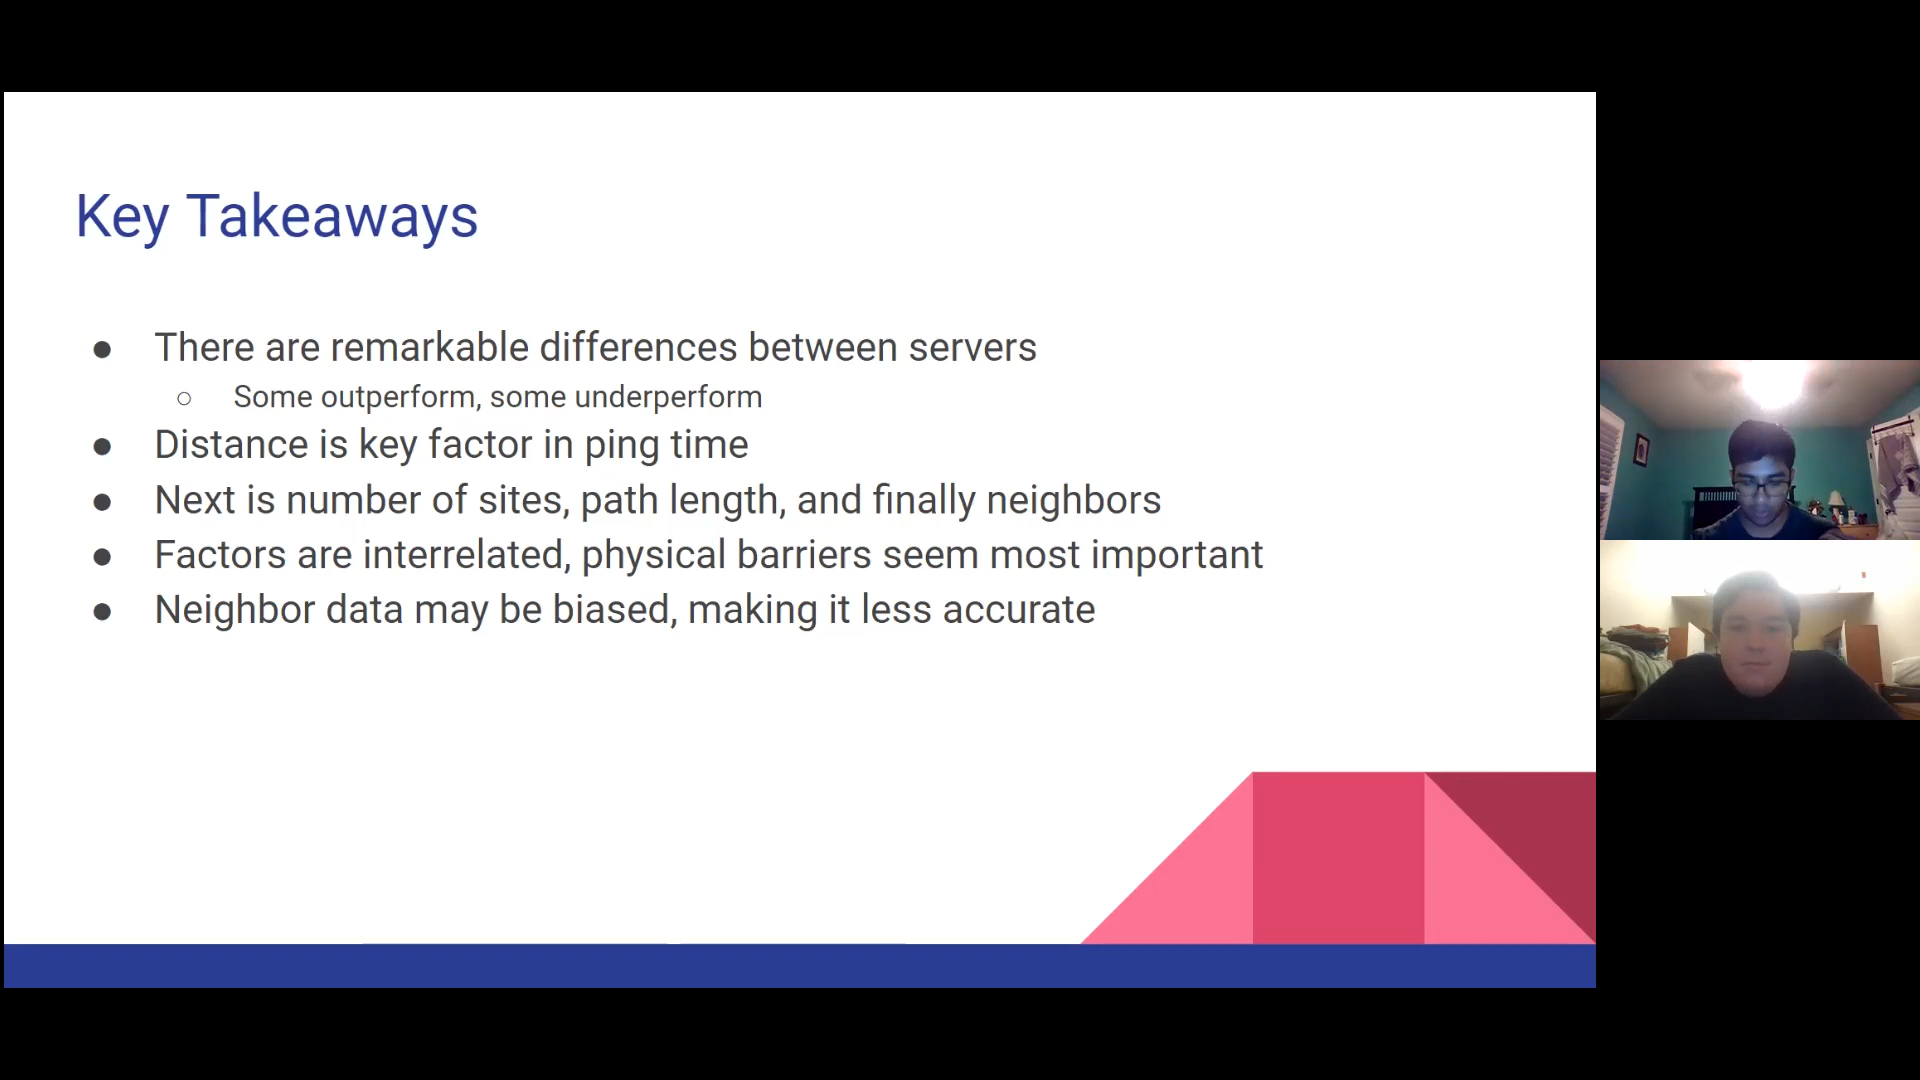 Key Takeaways
● There are remarkable differences between servers
○ Some outperform, some underperform
● Distance is key factor in ping time
● Next is number of sites, path length, and finally neighbors
● Factors are interrelated, physical barriers seem most important
● Neighbor data may be biased, making it less accurate